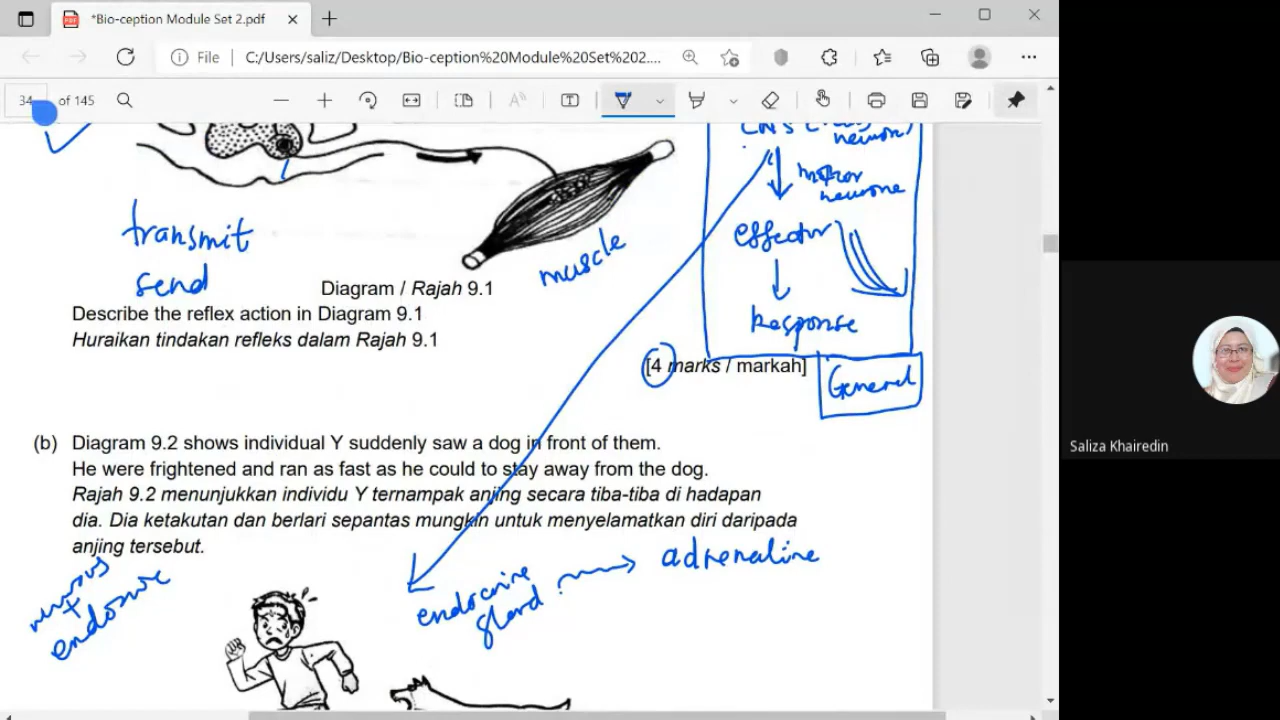 *Bio-ception Module Set 2.pdf
File
C:/Users/saliz/Desktop/Bio-ception%20Module%20Set%202....
34 of 145
neuron)
motor
neurone
effector
Response
General
transmit
send
muscle
Diagram / Rajah 9.1
Describe the reflex action in Diagram 9.1
Huraikan tindakan refleks dalam Rajah 9.1
[4 marks / markah]
(b) Diagram 9.2 shows individual Y suddenly saw a dog in front of them.
He were frightened and ran as fast as he could to stay away from the dog.
Rajah 9.2 menunjukkan individu Y ternampak anjing secara tiba-tiba di hadapan
dia. Dia ketakutan dan berlari sepantas mungkin untuk menyelamatkan diri daripada
anjing tersebut.
nervous
+
endocrine
endocrine
gland
adrenaline
Saliza Khairedin